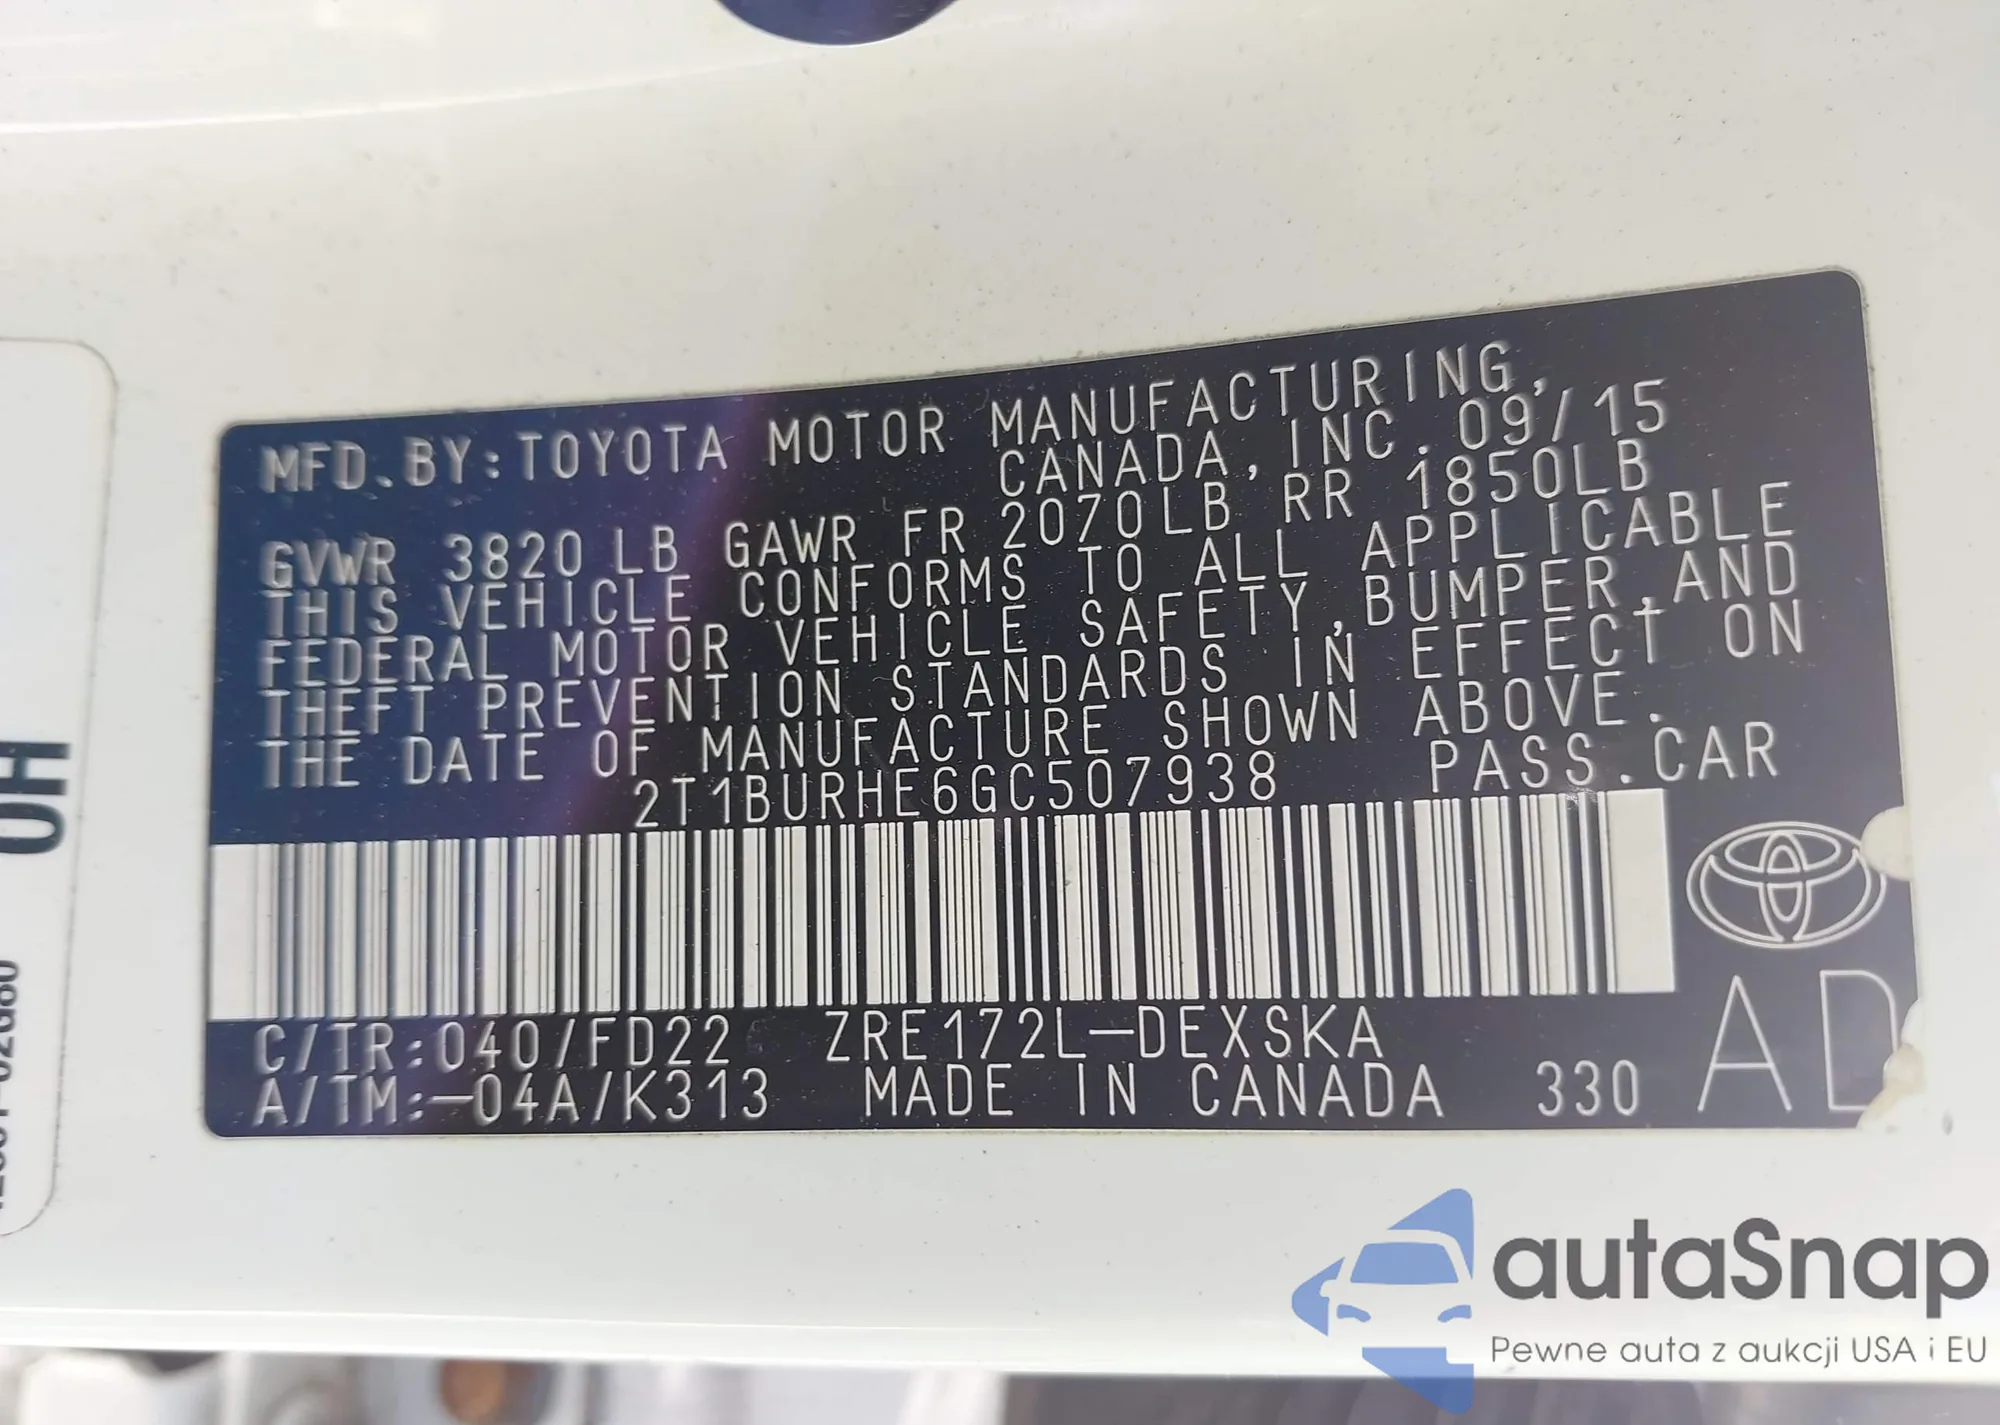 MFD.BY:TOYOTA MOTOR MANUFACTURING,
CANADA,INC.09/15
GVWR 3820 LB GAWR FR 2070LB RR 1850LB
THIS VEHICLE CONFORMS TO ALL APPLICABLE
FEDERAL MOTOR VEHICLE SAFETY,BUMPER,AND
THEFT PREVENTION STANDARDS IN EFFECT ON
THE DATE OF MANUFACTURE SHOWN ABOVE.
2T1BURHE6GC507938 PASS.CAR
C/TR:040/FD22 ZRE172L-DEXSKA
A/TM:-04A/K313 MADE IN CANADA 330 AD
OH
autaSnap
Pewne auta z aukcji USA i EU